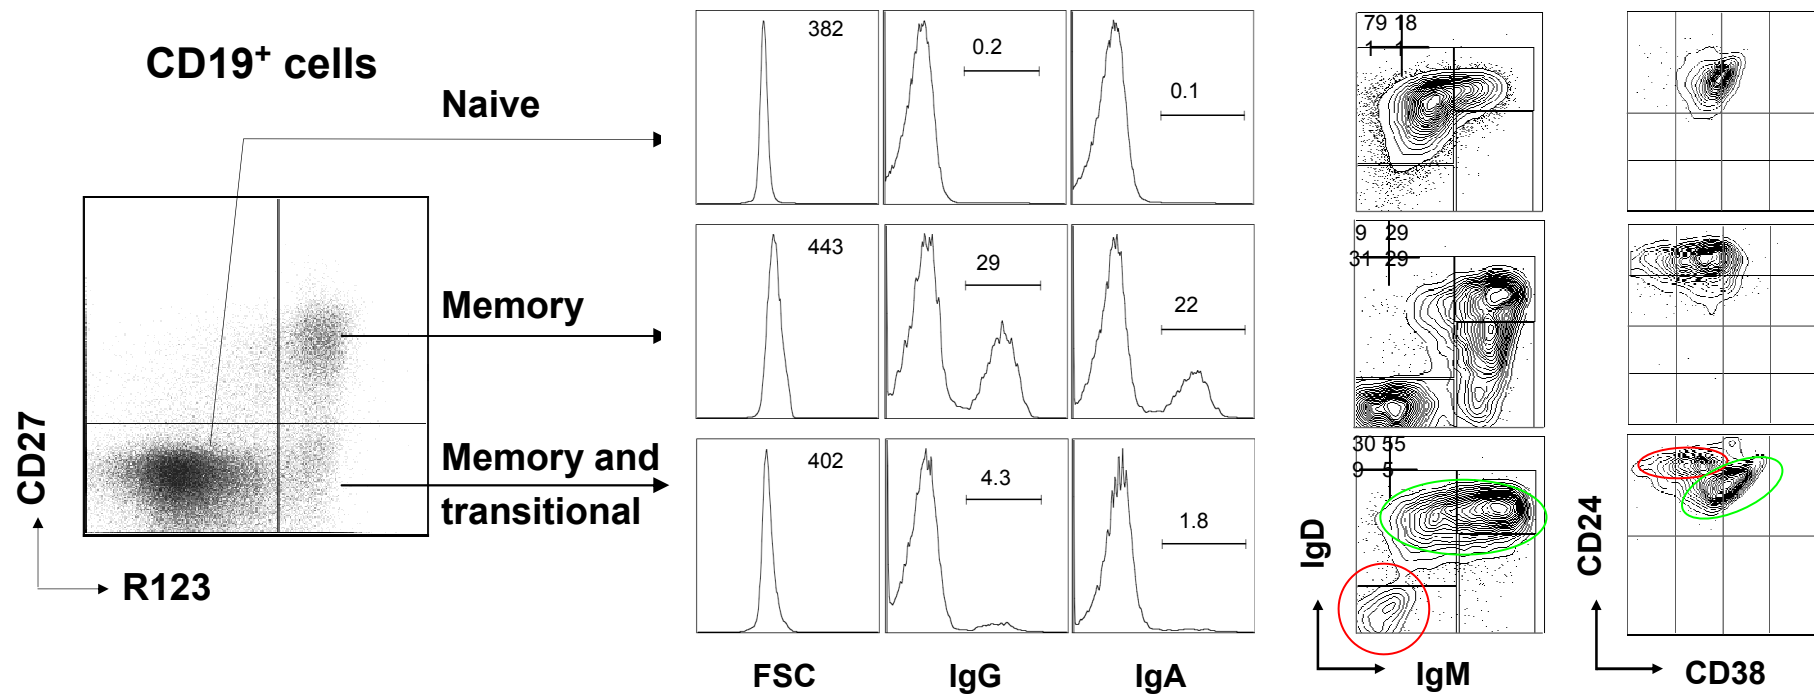 CD19⁺ cells
Naive
Memory
Memory and
transitional
CD27
R123
382
0.2
0.1
79 18
1 1
443
29
22
9 29
31 29
402
4.3
1.8
30 55
9 5
FSC
IgG
IgA
IgD
IgM
CD24
CD38